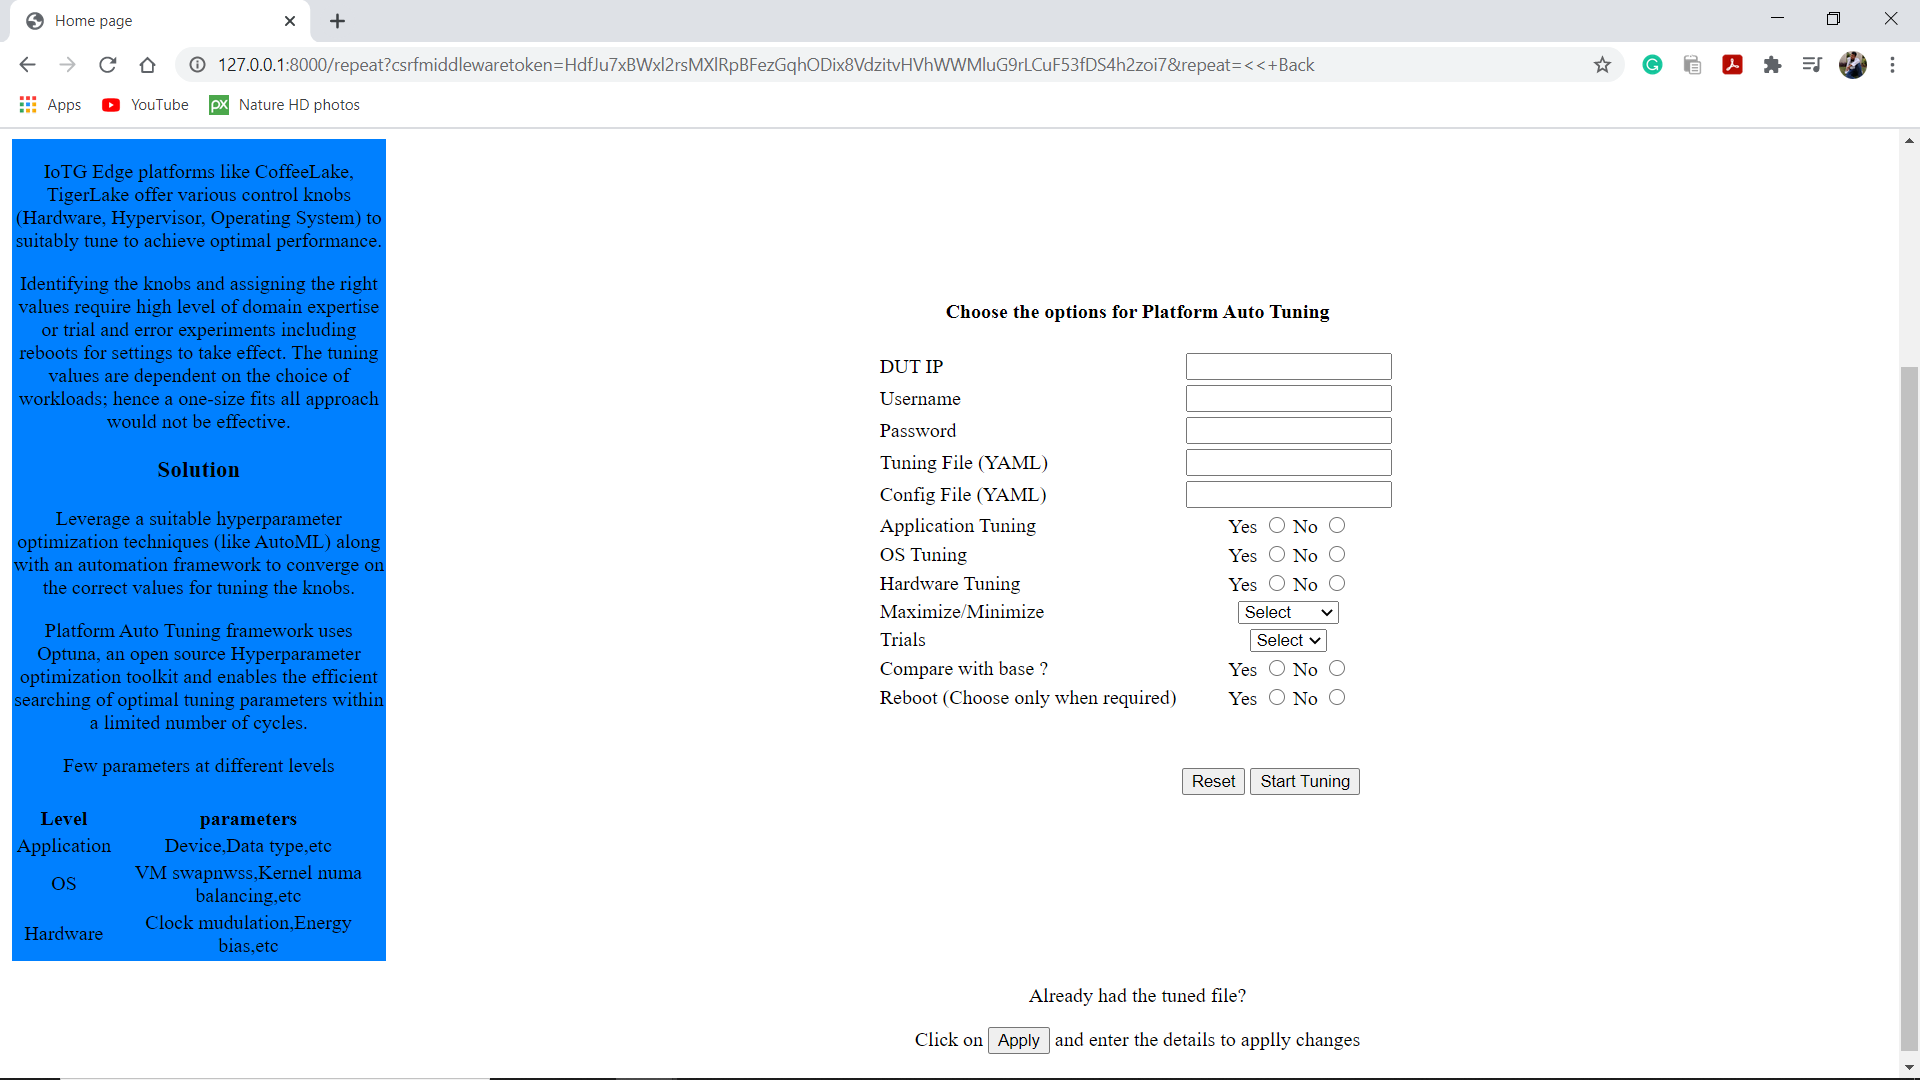 Home page
127.0.0.1:8000/repeat?csrfmiddlewaretoken=HdfJu7xBWxl2rsMXlRpBFezGqhODix8VdzitvHVhWWMluG9rLCuF53fDS4h2zoi7&repeat=<<+Back
Apps YouTube px Nature HD photos
IoTG Edge platforms like CoffeeLake,
TigerLake offer various control knobs
(Hardware, Hypervisor, Operating System) to
suitably tune to achieve optimal performance.
Identifying the knobs and assigning the right
values require high level of domain expertise
or trial and error experiments including
reboots for settings to take effect. The tuning
values are dependent on the choice of
workloads; hence a one-size fits all approach
would not be effective.
Solution
Leverage a suitable hyperparameter
optimization techniques (like AutoML) along
with an automation framework to converge on
the correct values for tuning the knobs.
Platform Auto Tuning framework uses
Optuna, an open source Hyperparameter
optimization toolkit and enables the efficient
searching of optimal tuning parameters within
a limited number of cycles.
Few parameters at different levels
Level parameters
Application Device,Data type,etc
OS VM swapnwss,Kernel numa
balancing,etc
Hardware Clock mudulation,Energy
bias,etc
Choose the options for Platform Auto Tuning
DUT IP
Username
Password
Tuning File (YAML)
Config File (YAML)
Application Tuning Yes No
OS Tuning Yes No
Hardware Tuning Yes No
Maximize/Minimize Select
Trials Select
Compare with base ? Yes No
Reboot (Choose only when required) Yes No
Reset Start Tuning
Already had the tuned file?
Click on Apply and enter the details to applly changes